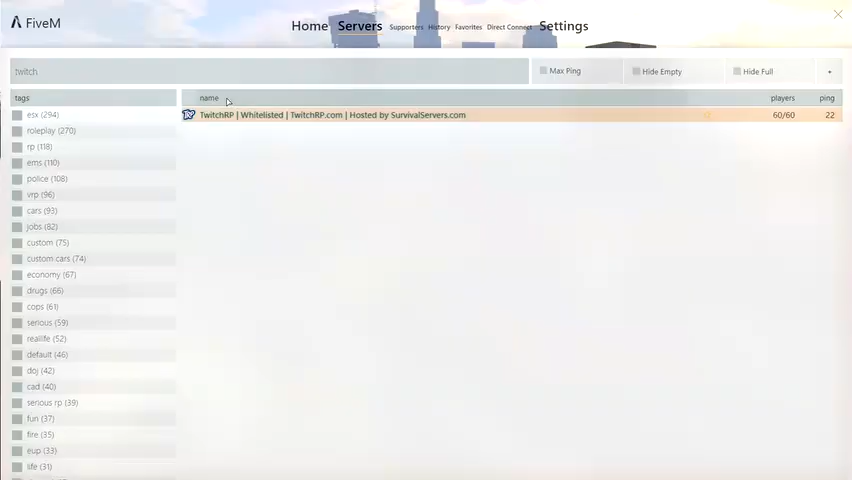 FiveM
Home Servers Supporters History Favorites Direct Connect Settings
twitch
Max Ping
Hide Empty
Hide Full
tags
name players ping
TwitchRP | Whitelisted | TwitchRP.com | Hosted by SurvivalServers.com 60/60 22
esx (294)
roleplay (270)
rp (118)
ems (110)
police (108)
vrp (96)
cars (93)
jobs (82)
custom (75)
custom cars (74)
economy (67)
drugs (66)
cops (61)
serious (59)
reallife (52)
default (46)
doj (42)
cad (40)
serious rp (39)
fun (37)
fire (35)
eup (33)
life (31)